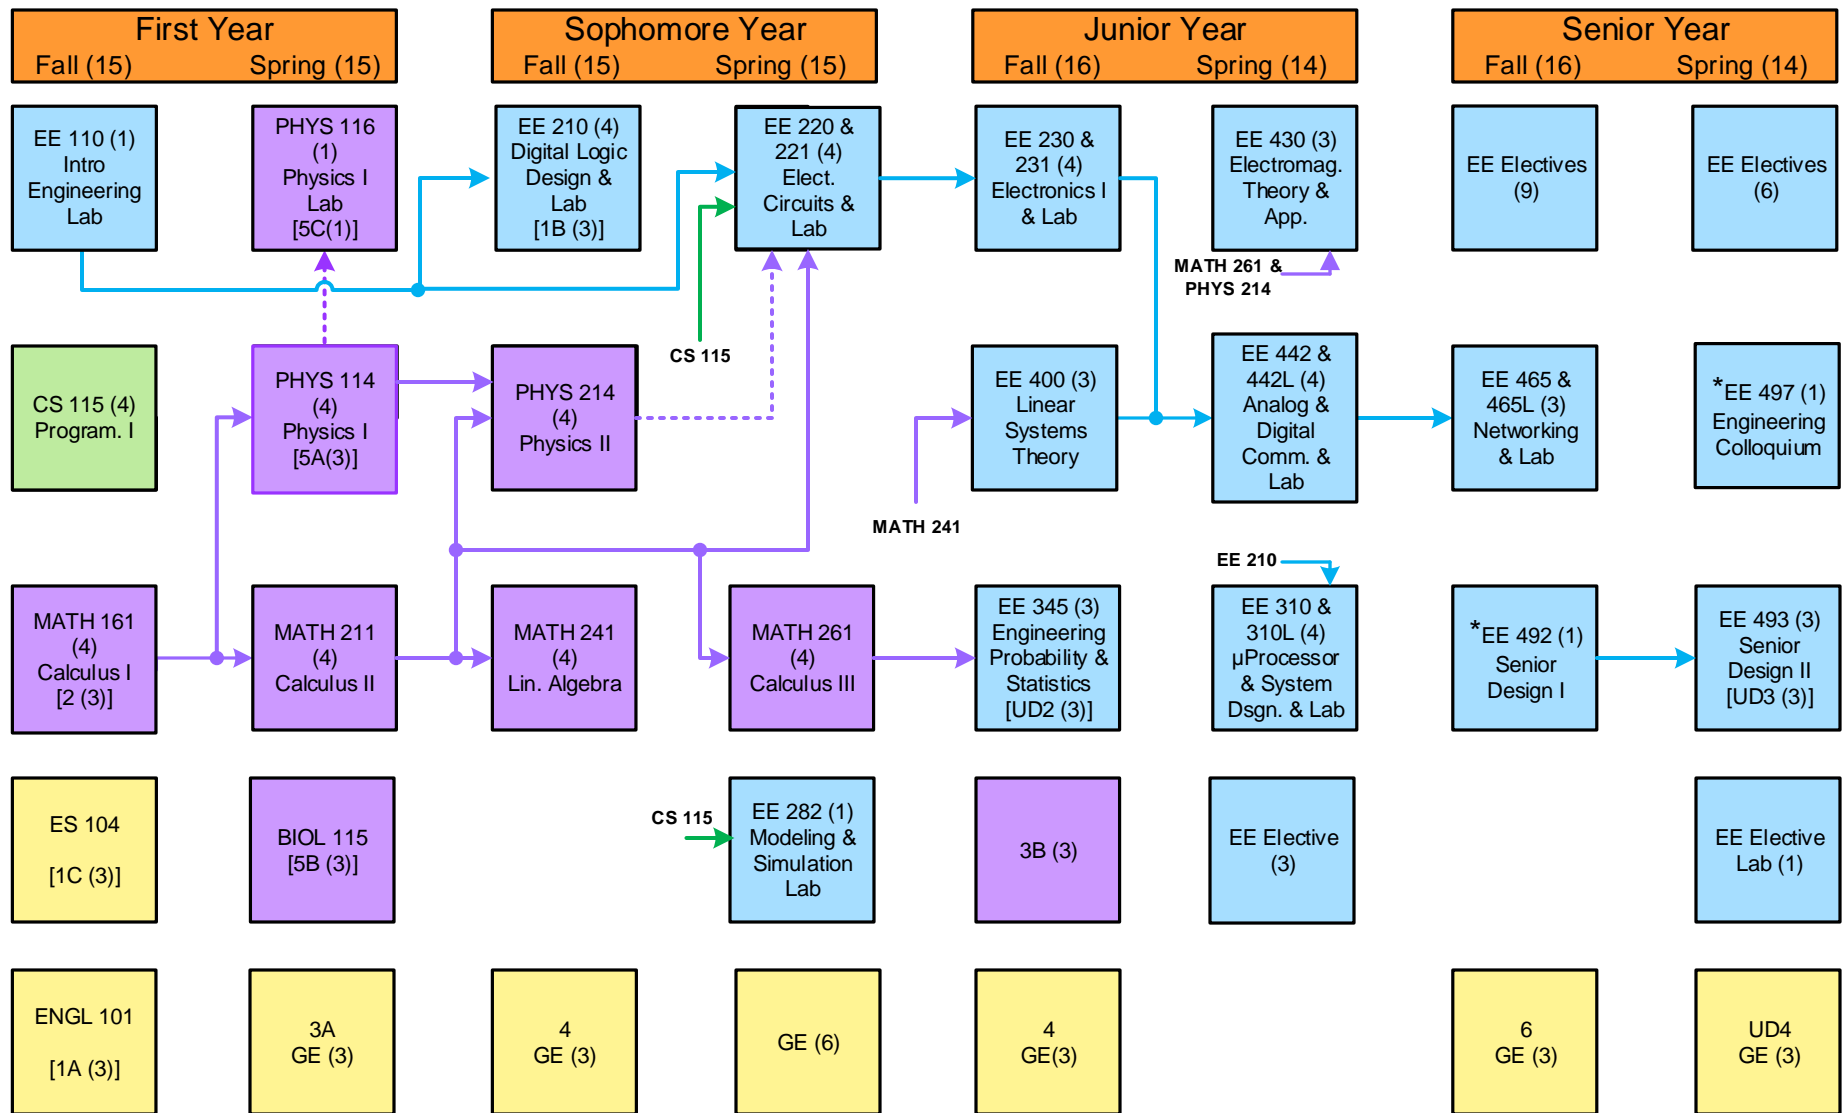 First Year
Fall (15) Spring (15)
Sophomore Year
Fall (15) Spring (15)
Junior Year
Fall (16) Spring (14)
Senior Year
Fall (16) Spring (14)
EE 110 (1)
Intro
Engineering
Lab
PHYS 116
(1)
Physics I
Lab
[5C(1)]
EE 210 (4)
Digital Logic
Design &
Lab
[1B (3)]
EE 220 &
221 (4)
Elect.
Circuits &
Lab
EE 230 &
231 (4)
Electronics I
& Lab
EE 430 (3)
Electromag.
Theory &
App.
EE Electives
(9)
EE Electives
(6)
MATH 261 &
PHYS 214
CS 115
CS 115 (4)
Program. I
PHYS 114
(4)
Physics I
[5A(3)]
PHYS 214
(4)
Physics II
EE 400 (3)
Linear
Systems
Theory
EE 442 &
442L (4)
Analog &
Digital
Comm. &
Lab
EE 465 &
465L (3)
Networking
& Lab
*EE 497 (1)
Engineering
Colloquium
MATH 241
EE 210
MATH 161
(4)
Calculus I
[2 (3)]
MATH 211
(4)
Calculus II
MATH 241
(4)
Lin. Algebra
MATH 261
(4)
Calculus III
EE 345 (3)
Engineering
Probability &
Statistics
[UD2 (3)]
EE 310 &
310L (4)
µProcessor
& System
Dsgn. & Lab
*EE 492 (1)
Senior
Design I
EE 493 (3)
Senior
Design II
[UD3 (3)]
ES 104
[1C (3)]
BIOL 115
[5B (3)]
CS 115
EE 282 (1)
Modeling &
Simulation
Lab
3B (3)
EE Elective
(3)
EE Elective
Lab (1)
ENGL 101
[1A (3)]
3A
GE (3)
4
GE (3)
GE (6)
4
GE(3)
6
GE (3)
UD4
GE (3)